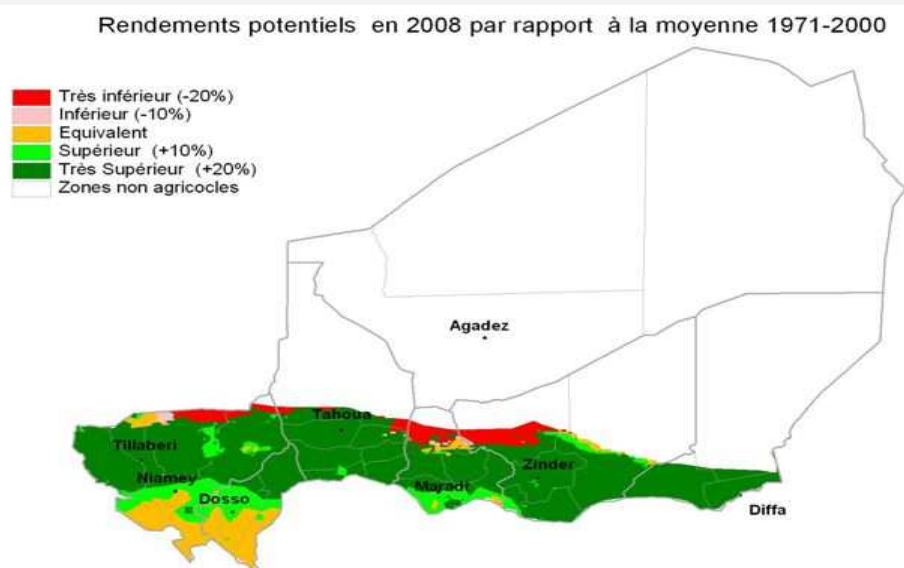 Rendements potentiels en 2008 par rapport à la moyenne 1971-2000
Très inférieur (-20%)
Inférieur (-10%)
Equivalent
Supérieur (+10%)
Très Supérieur (+20%)
Zones non agricocles
Agadez
Tahoua
Tillaberi
Zinder
Niamey
Maradi
Dosso
Diffa